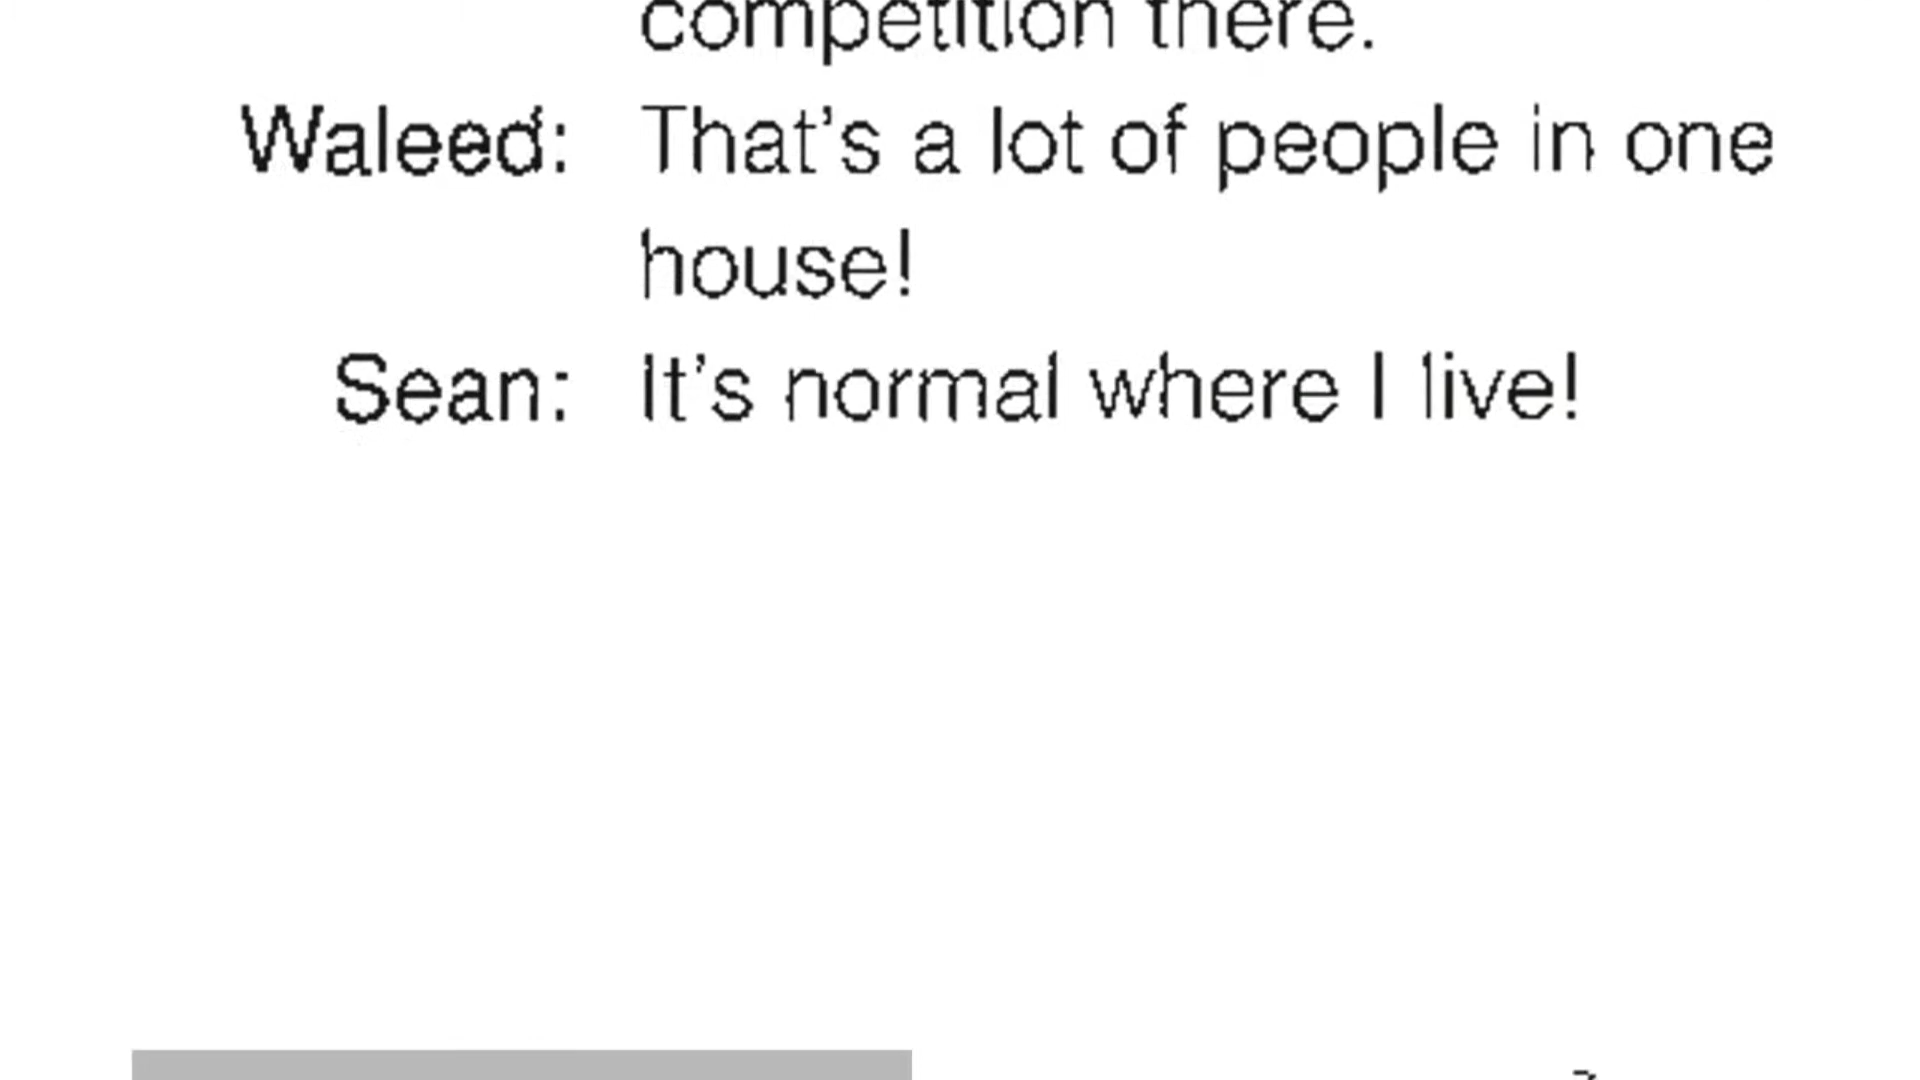 competition there.
Waleed: That's a lot of people in one
house!
Sean: It's normal where I live!